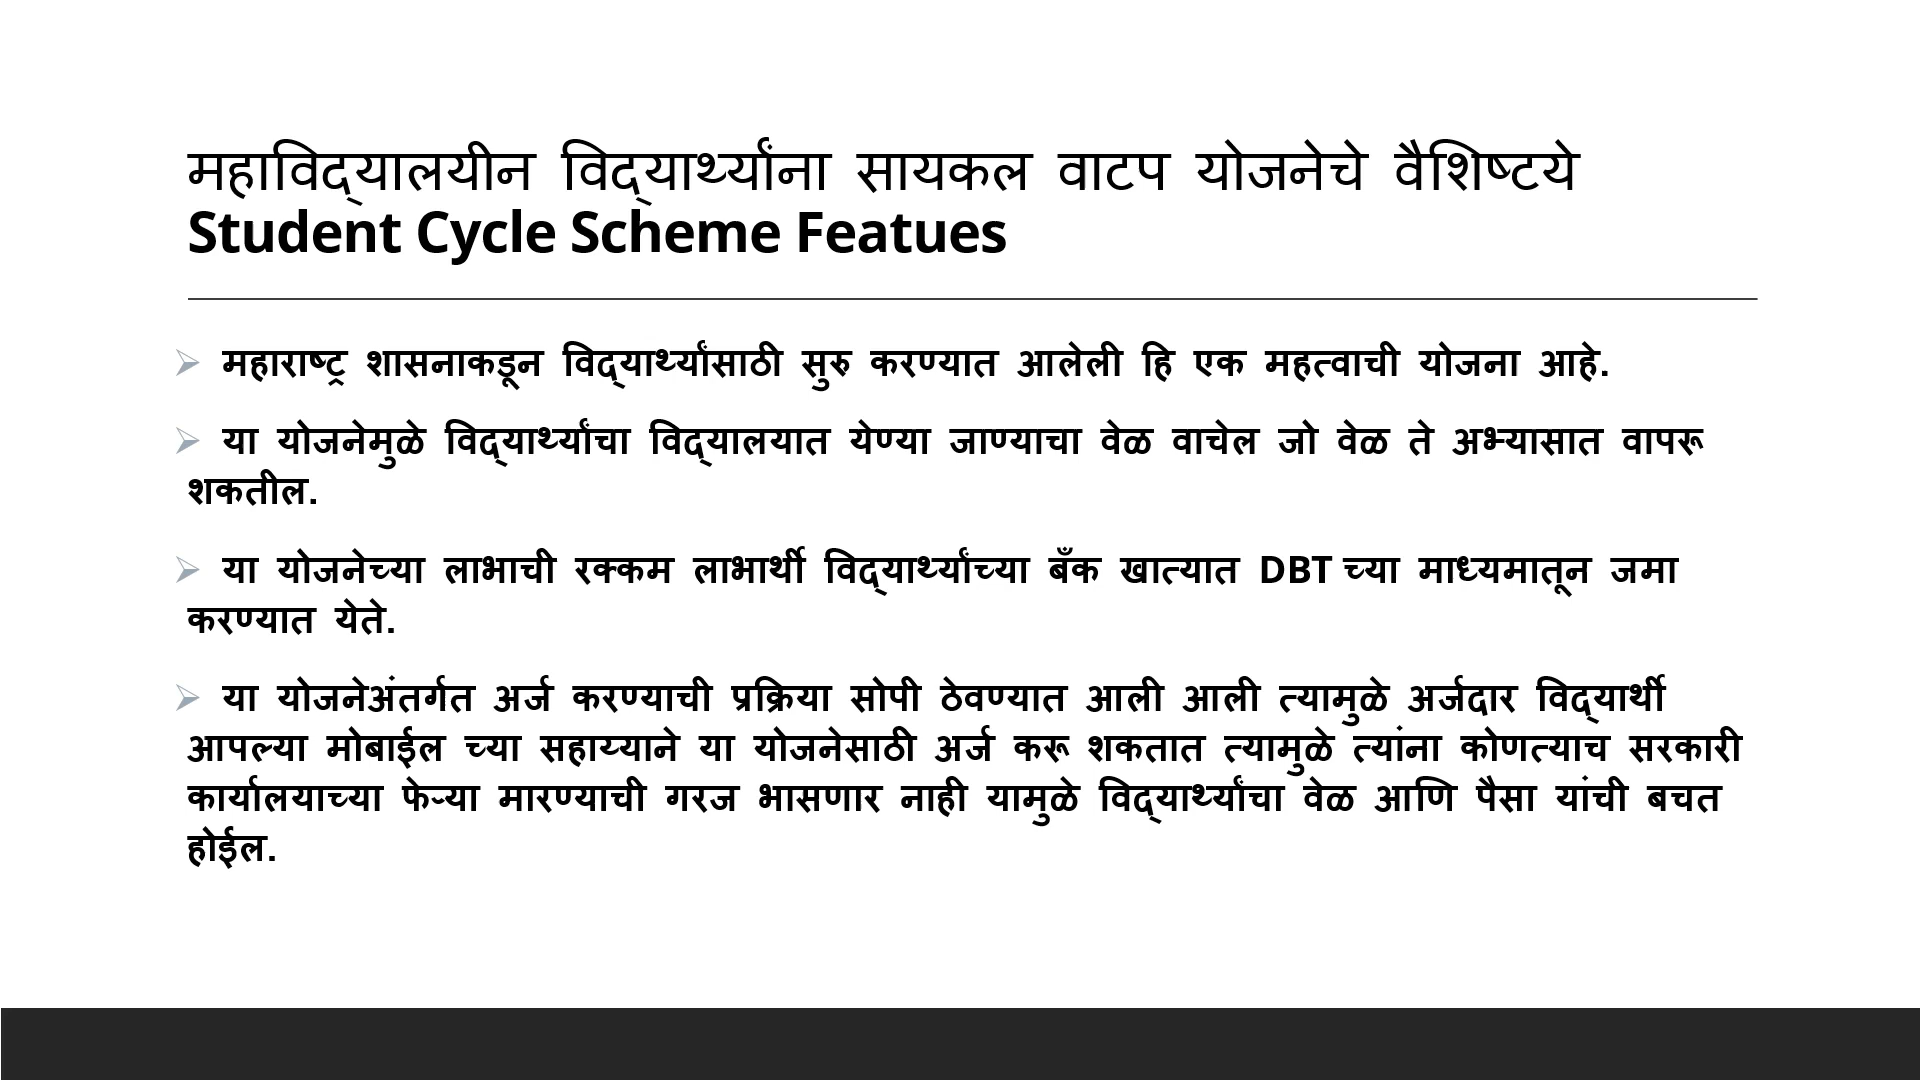 महाविद्यालयीन विद्यार्थ्यांना सायकल वाटप योजनेचे वैशिष्टये
Student Cycle Scheme Featues
➢ महाराष्ट्र शासनाकडून विद्यार्थ्यांसाठी सुरु करण्यात आलेली हि एक महत्वाची योजना आहे.
➢ या योजनेमुळे विद्यार्थ्यांचा विद्यालयात येण्या जाण्याचा वेळ वाचेल जो वेळ ते अभ्यासात वापरू
शकतील.
➢ या योजनेच्या लाभाची रक्कम लाभार्थी विद्यार्थ्यांच्या बँक खात्यात DBT च्या माध्यमातून जमा
करण्यात येते.
➢ या योजनेअंतर्गत अर्ज करण्याची प्रक्रिया सोपी ठेवण्यात आली आली त्यामुळे अर्जदार विद्यार्थी
आपल्या मोबाईल च्या सहाय्याने या योजनेसाठी अर्ज करू शकतात त्यामुळे त्यांना कोणत्याच सरकारी
कार्यालयाच्या फेऱ्या मारण्याची गरज भासणार नाही यामुळे विद्यार्थ्यांचा वेळ आणि पैसा यांची बचत
होईल.